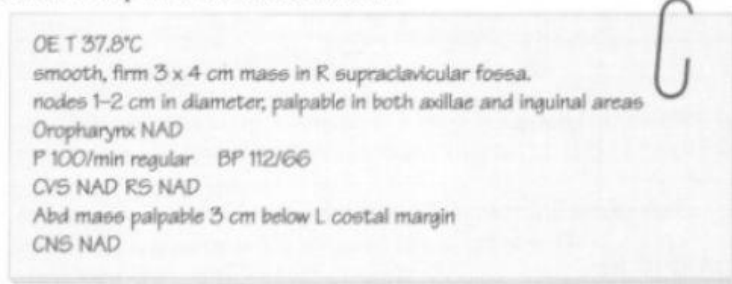 OE T 37.8°C
smooth, firm 3 x 4 cm mass in R supraclavicular fossa.
nodes 1–2 cm in diameter, palpable in both axillae and inguinal areas
Oropharynx NAD
P 100/min regular BP 112/66
CVS NAD RS NAD
Abd mass palpable 3 cm below L costal margin
CNS NAD